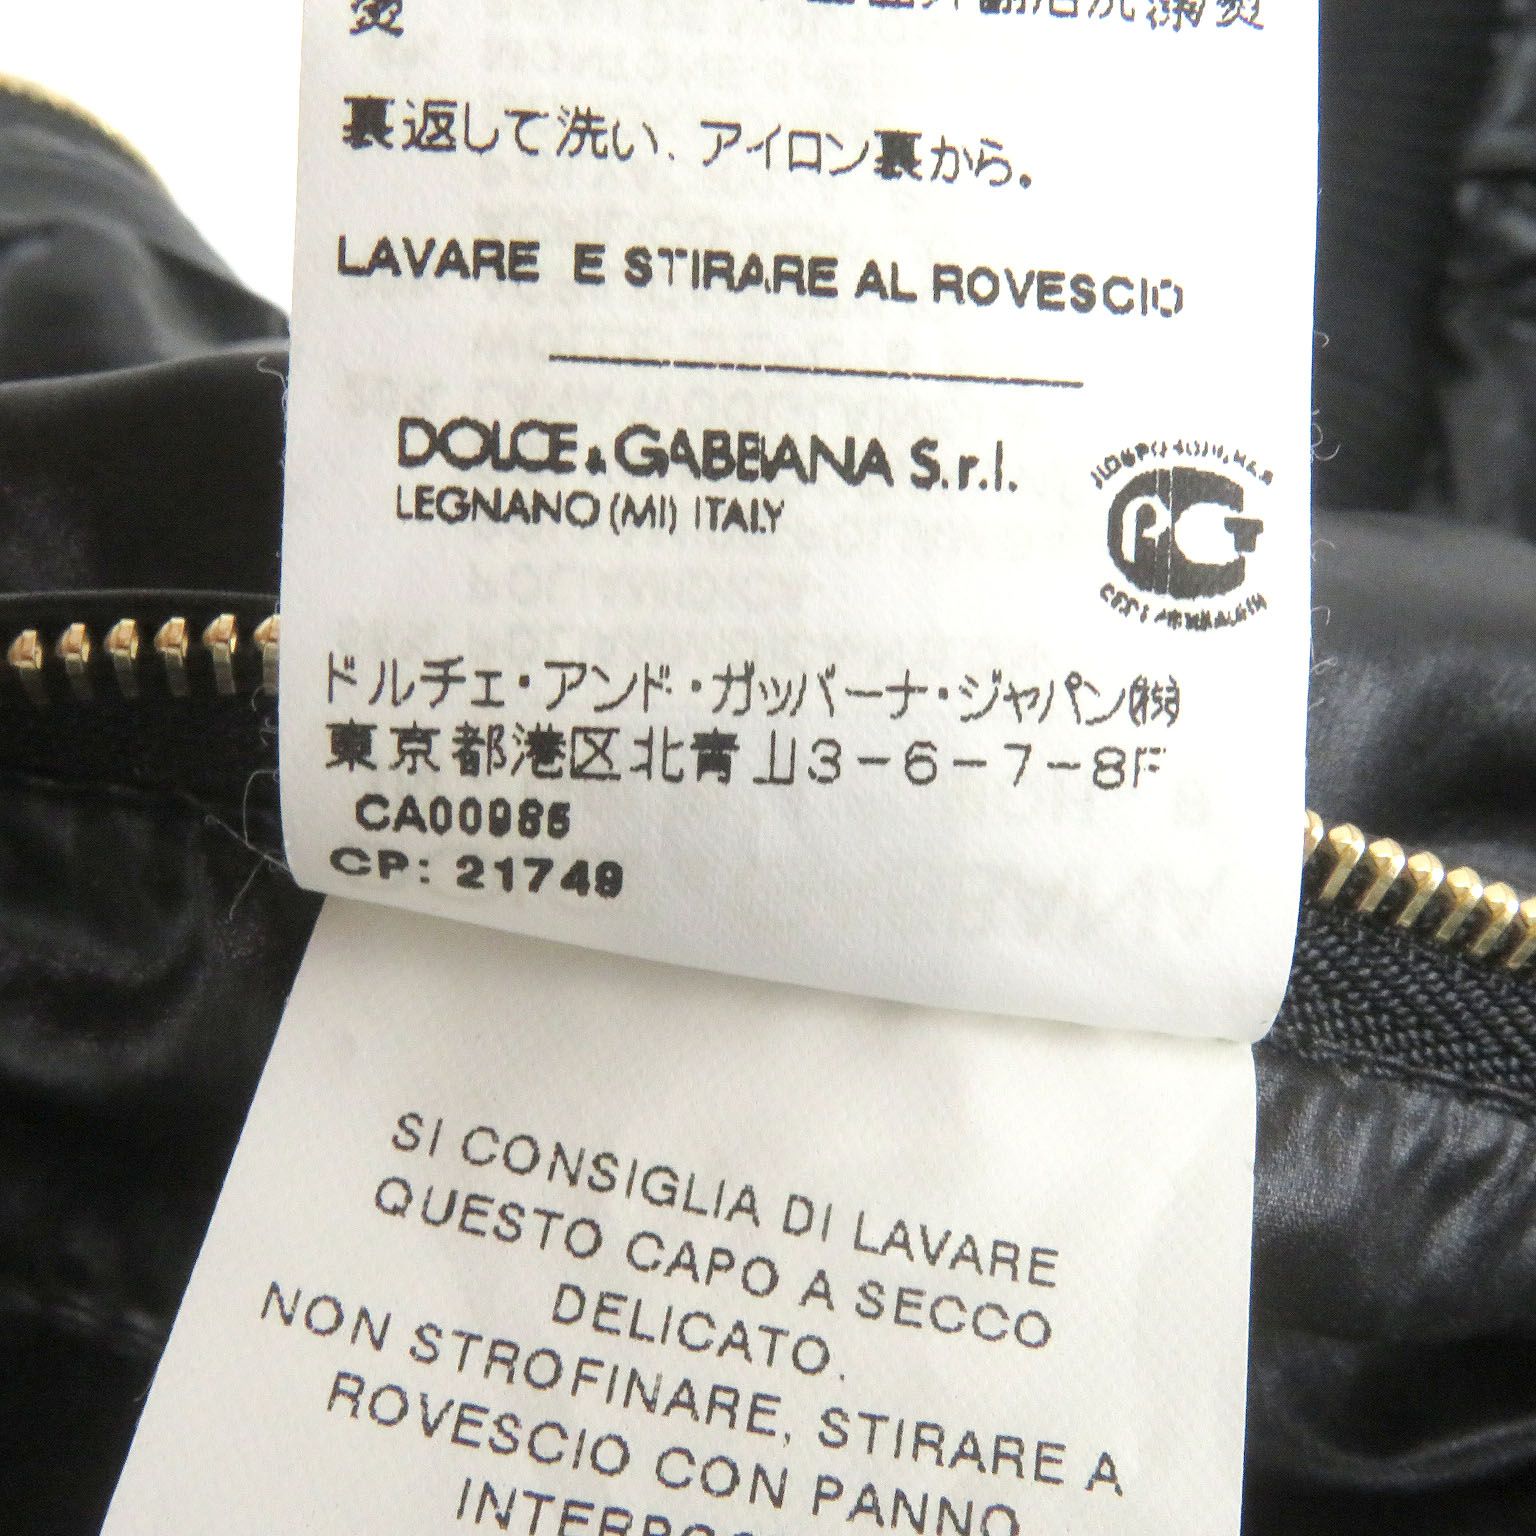 裏返して洗い、アイロン裏から。
LAVARE E STIRARE AL ROVESCIO
DOLCE & GABBANA S.r.l.
LEGNANO (MI) ITALY
ドルチェ・アンド・ガッバーナ・ジャパン㈱
東京都港区北青山3-6-7-8F
CA00985
CP: 21749
SI CONSIGLIA DI LAVARE
QUESTO CAPO A SECCO
DELICATO.
NON STROFINARE, STIRARE A
ROVESCIO CON PANNO